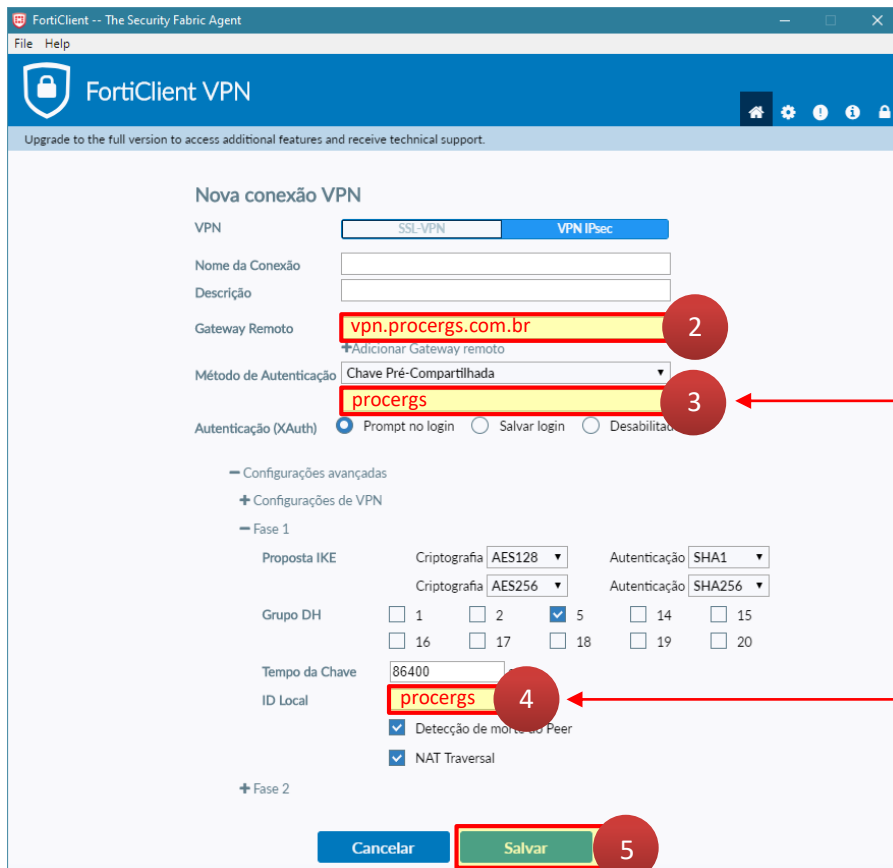 FortiClient -- The Security Fabric Agent
File Help
FortiClient VPN
Upgrade to the full version to access additional features and receive technical support.
Nova conexão VPN
VPN SSL-VPN VPN IPsec
Nome da Conexão
Descrição
Gateway Remoto vpn.procergs.com.br 2
+Adicionar Gateway remoto
Método de Autenticação Chave Pré-Compartilhada
procergs 3
Autenticação (XAuth) Prompt no login Salvar login Desabilitad
Configurações avançadas
+ Configurações de VPN
Fase 1
Proposta IKE Criptografia AES128 Autenticação SHA1
Criptografia AES256 Autenticação SHA256
Grupo DH 1 2 5 14 15
16 17 18 19 20
Tempo da Chave 86400
ID Local procergs 4
Detecção de morte do Peer
NAT Traversal
+ Fase 2
Cancelar Salvar 5